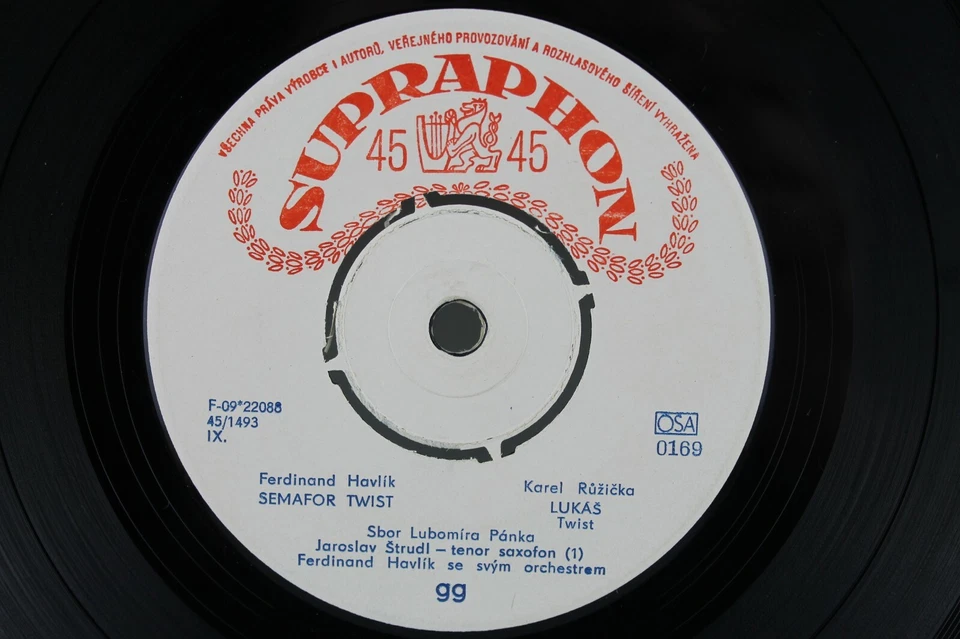 VŠECHNA PRÁVA VÝROBCE I AUTORŮ, VEŘEJNÉHO PROVOZOVÁNÍ A ROZHLASOVÉHO ŠÍŘENÍ VYHRAŽENA
SUPRAPHON
45 45
F-09*22088
45/1493
IX.
OSA
0169
Ferdinand Havlík
SEMAFOR TWIST
Karel Růžička
LUKÁŠ
Twist
Sbor Lubomíra Pánka
Jaroslav Štrudl – tenor saxofon (1)
Ferdinand Havlík se svým orchestrem
gg